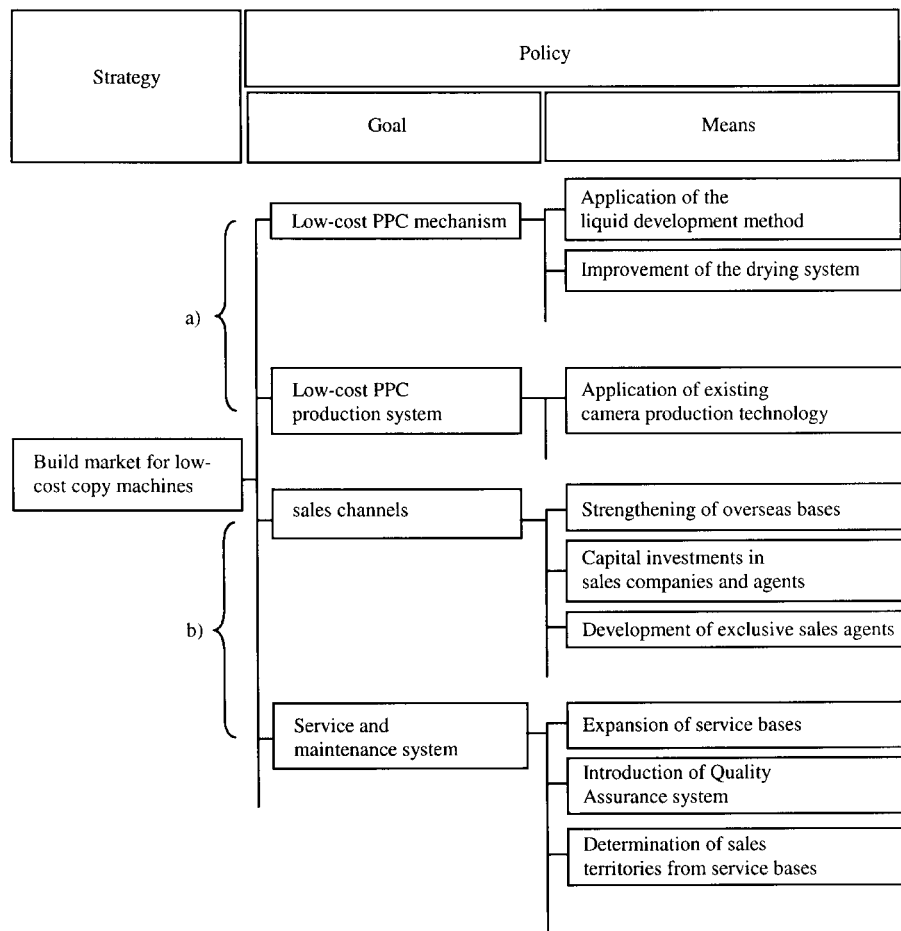 Strategy
Policy
Goal
Means
Low-cost PPC mechanism
Application of the
liquid development method
Improvement of the drying system
a)
Low-cost PPC
production system
Application of existing
camera production technology
Build market for low-
cost copy machines
sales channels
Strengthening of overseas bases
Capital investments in
sales companies and agents
Development of exclusive sales agents
b)
Service and
maintenance system
Expansion of service bases
Introduction of Quality
Assurance system
Determination of sales
territories from service bases